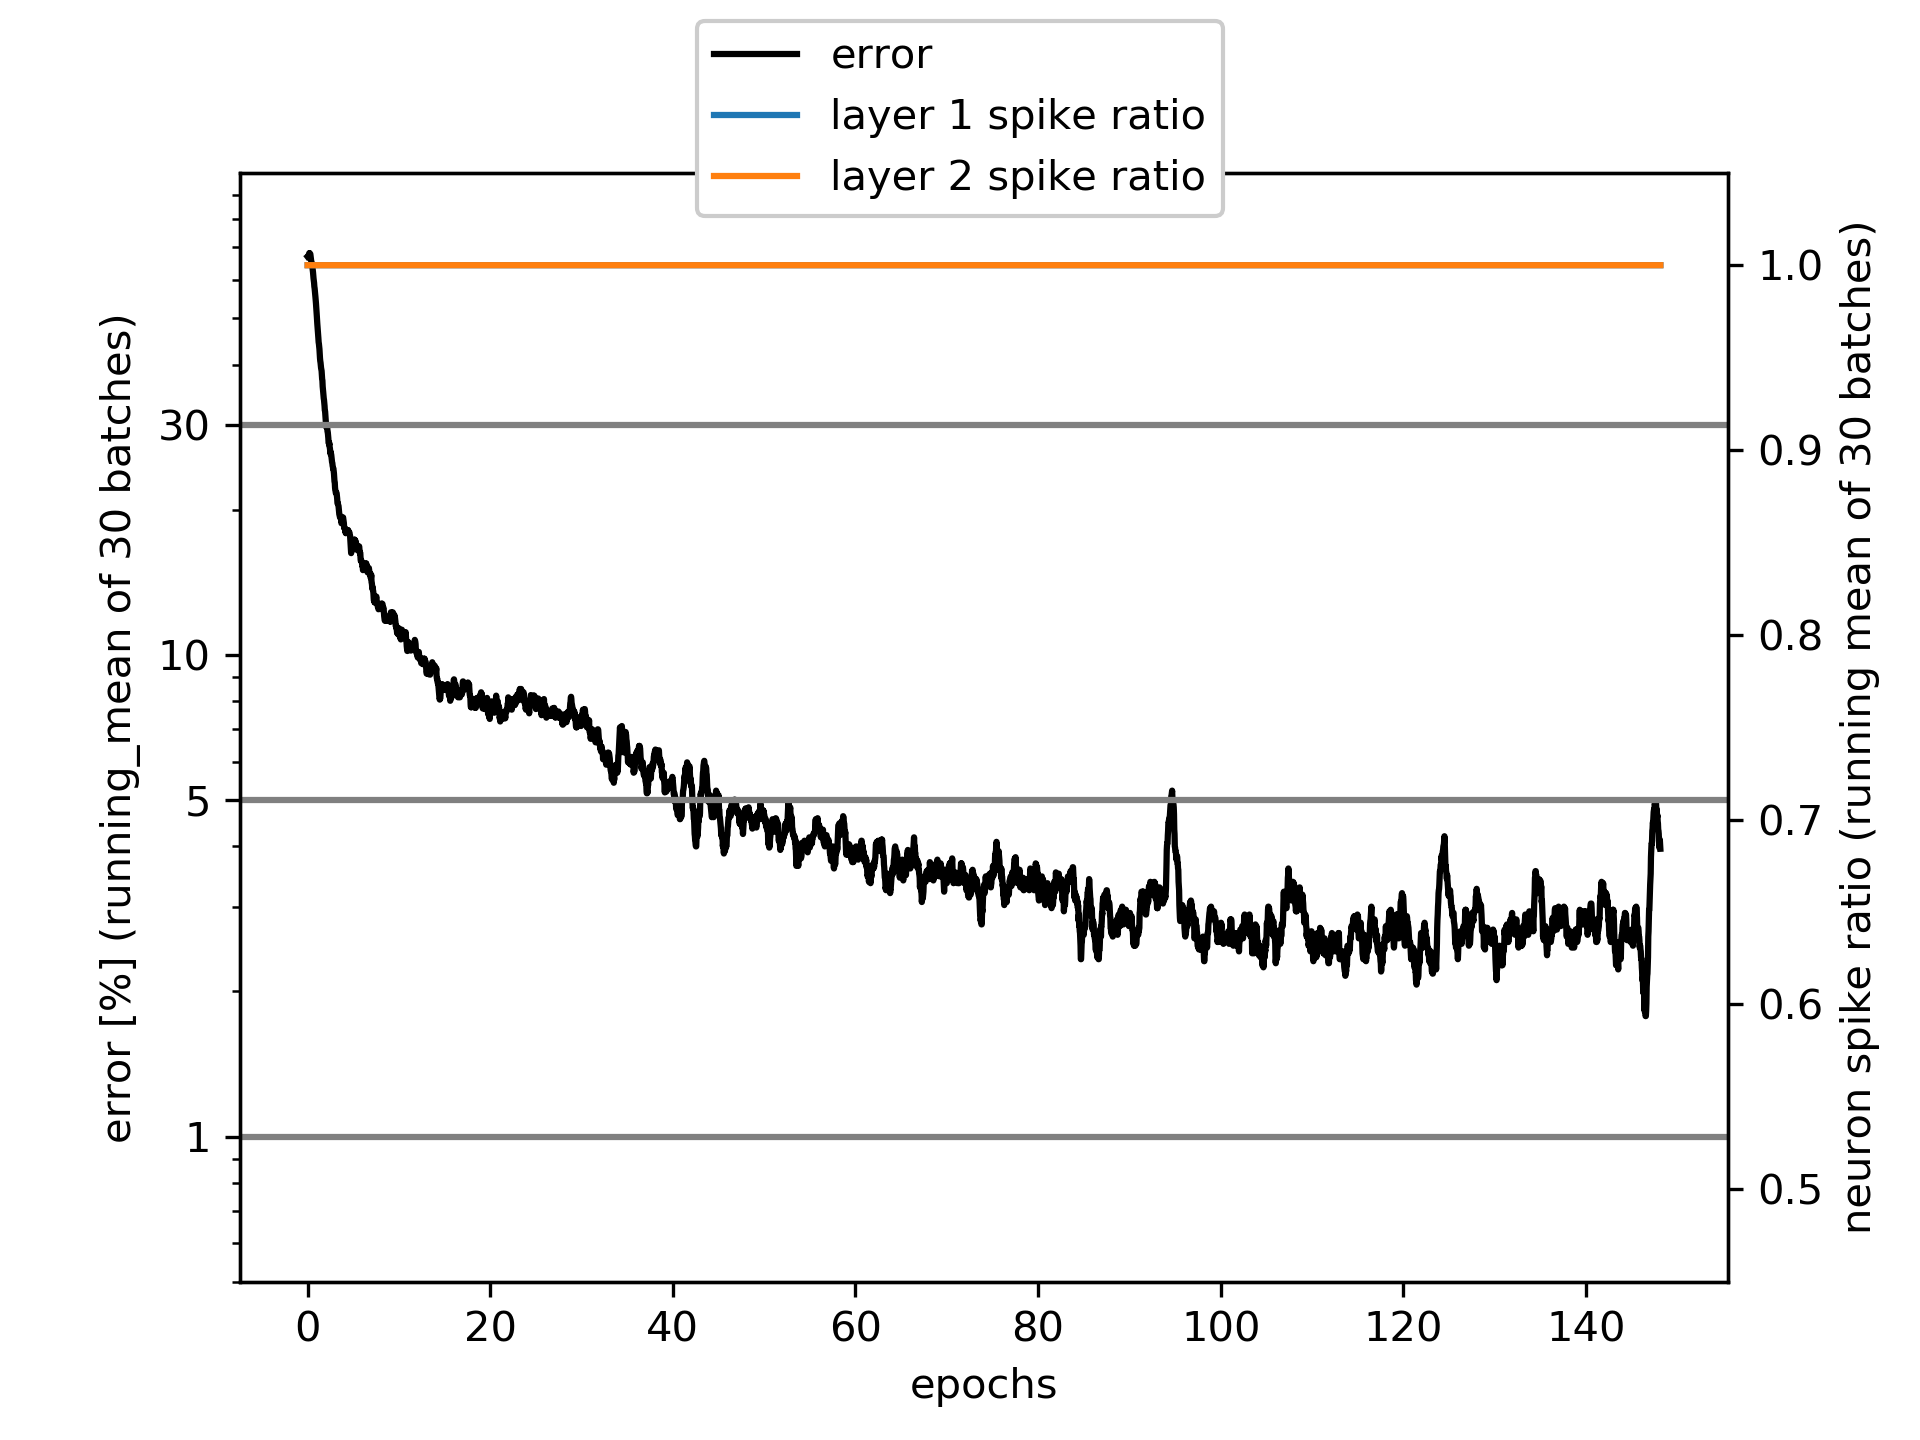 error
layer 1 spike ratio
layer 2 spike ratio
error [%] (running_mean of 30 batches)
30
10
5
1
1.0
0.9
0.8
0.7
0.6
0.5
neuron spike ratio (running mean of 30 batches)
0 20 40 60 80 100 120 140
epochs